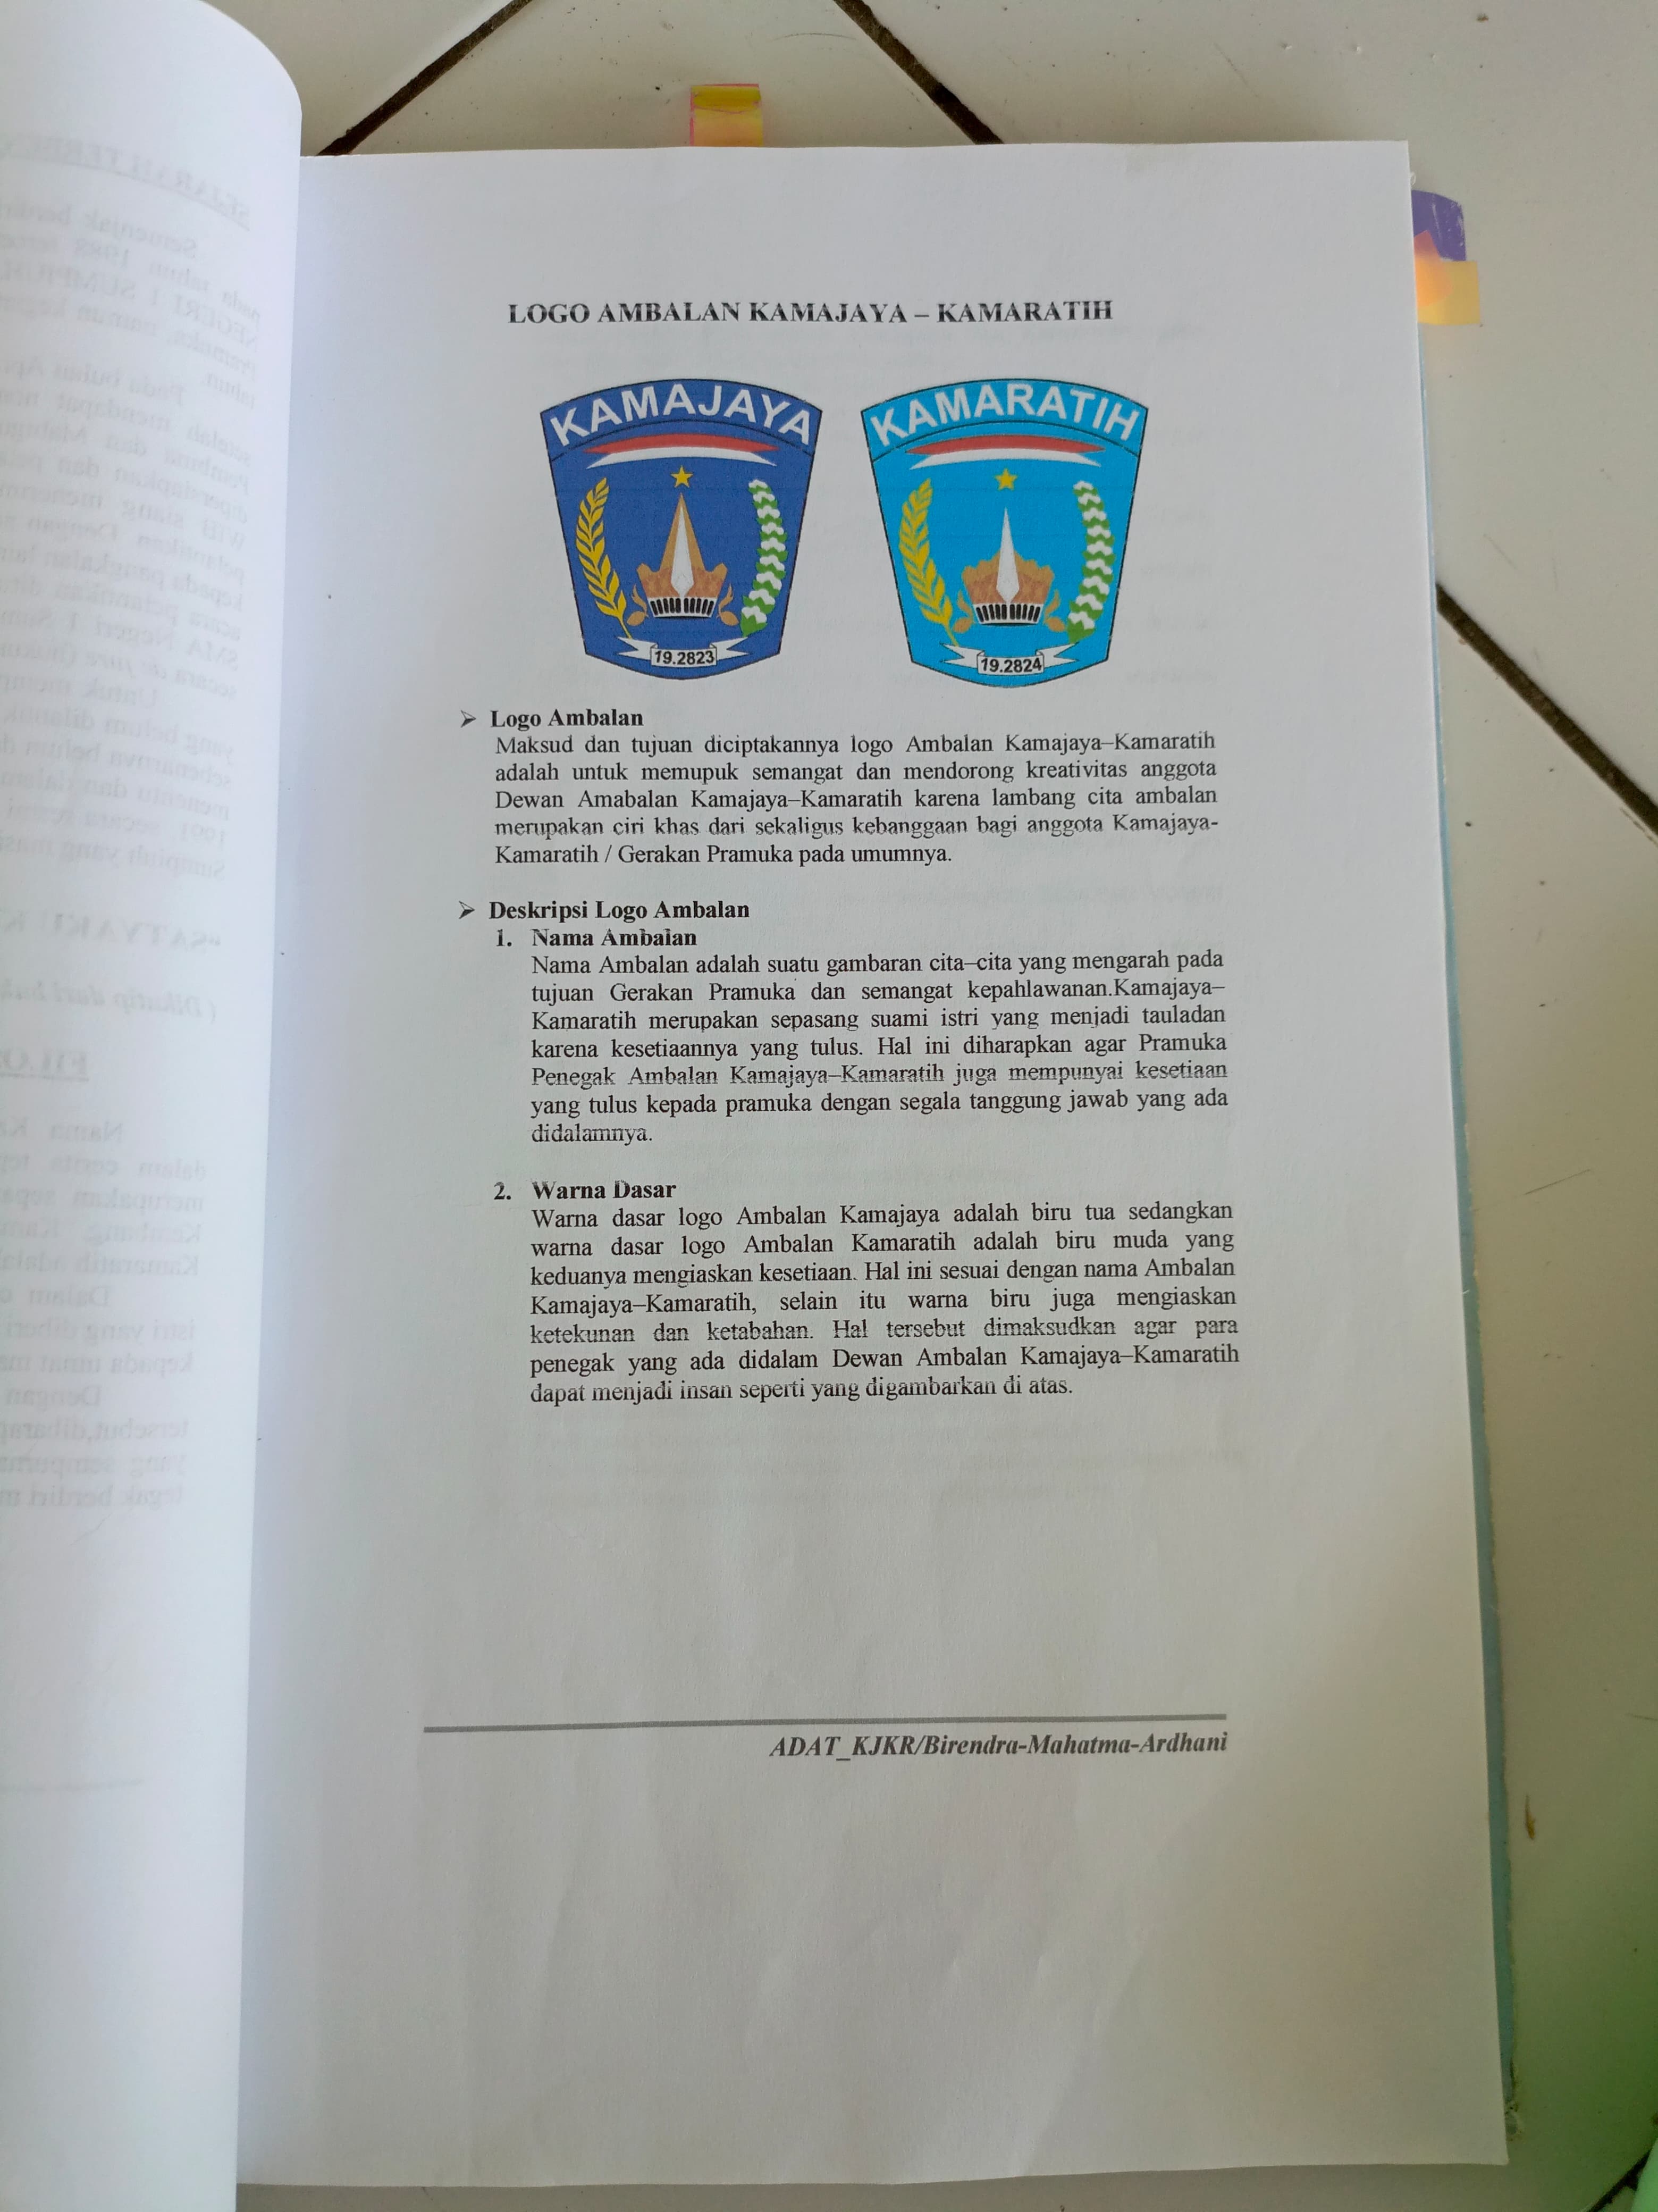 LOGO AMBALAN KAMAJAYA – KAMARATIH
KAMAJAYA
19.2823
KAMARATIH
19.2824
➤ Logo Ambalan
Maksud dan tujuan diciptakannya logo Ambalan Kamajaya–Kamaratih
adalah untuk memupuk semangat dan mendorong kreativitas anggota
Dewan Amabalan Kamajaya–Kamaratih karena lambang cita ambalan
merupakan ciri khas dari sekaligus kebanggaan bagi anggota Kamajaya-
Kamaratih / Gerakan Pramuka pada umumnya.
➤ Deskripsi Logo Ambalan
1. Nama Ambalan
Nama Ambalan adalah suatu gambaran cita–cita yang mengarah pada
tujuan Gerakan Pramuka dan semangat kepahlawanan.Kamajaya–
Kamaratih merupakan sepasang suami istri yang menjadi tauladan
karena kesetiaannya yang tulus. Hal ini diharapkan agar Pramuka
Penegak Ambalan Kamajaya–Kamaratih juga mempunyai kesetiaan
yang tulus kepada pramuka dengan segala tanggung jawab yang ada
didalamnya.
2. Warna Dasar
Warna dasar logo Ambalan Kamajaya adalah biru tua sedangkan
warna dasar logo Ambalan Kamaratih adalah biru muda yang
keduanya mengiaskan kesetiaan. Hal ini sesuai dengan nama Ambalan
Kamajaya–Kamaratih, selain itu warna biru juga mengiaskan
ketekunan dan ketabahan. Hal tersebut dimaksudkan agar para
penegak yang ada didalam Dewan Ambalan Kamajaya–Kamaratih
dapat menjadi insan seperti yang digambarkan di atas.
ADAT_KJKR/Birendra-Mahatma-Ardhani